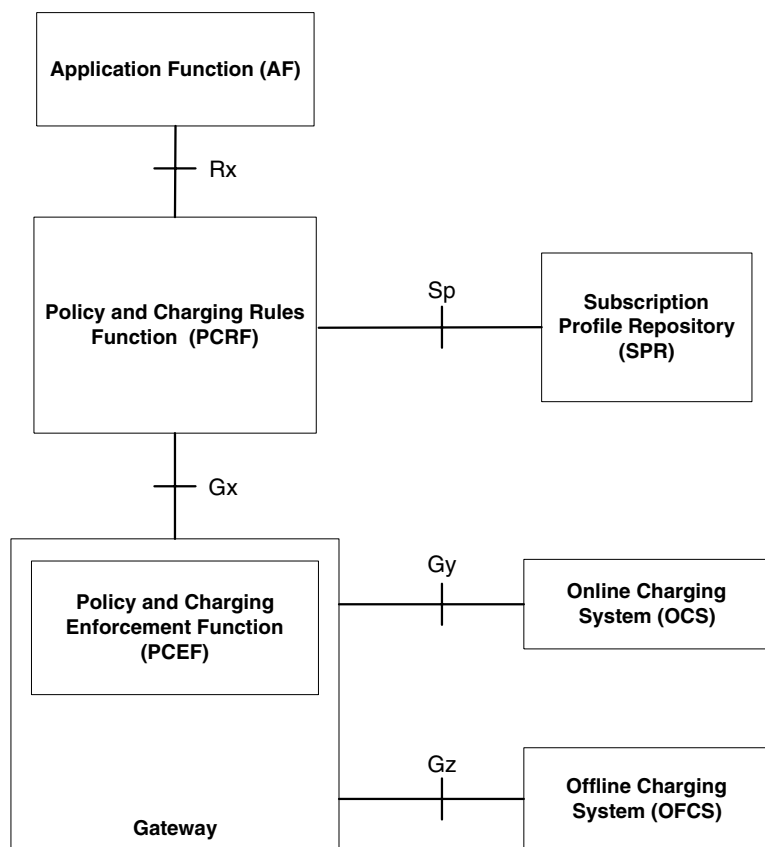 Application Function (AF)
Rx
Policy and Charging Rules
Function (PCRF)
Sp
Subscription
Profile Repository
(SPR)
Gx
Policy and Charging
Enforcement Function
(PCEF)
Gy
Online Charging
System (OCS)
Gz
Offline Charging
System (OFCS)
Gateway